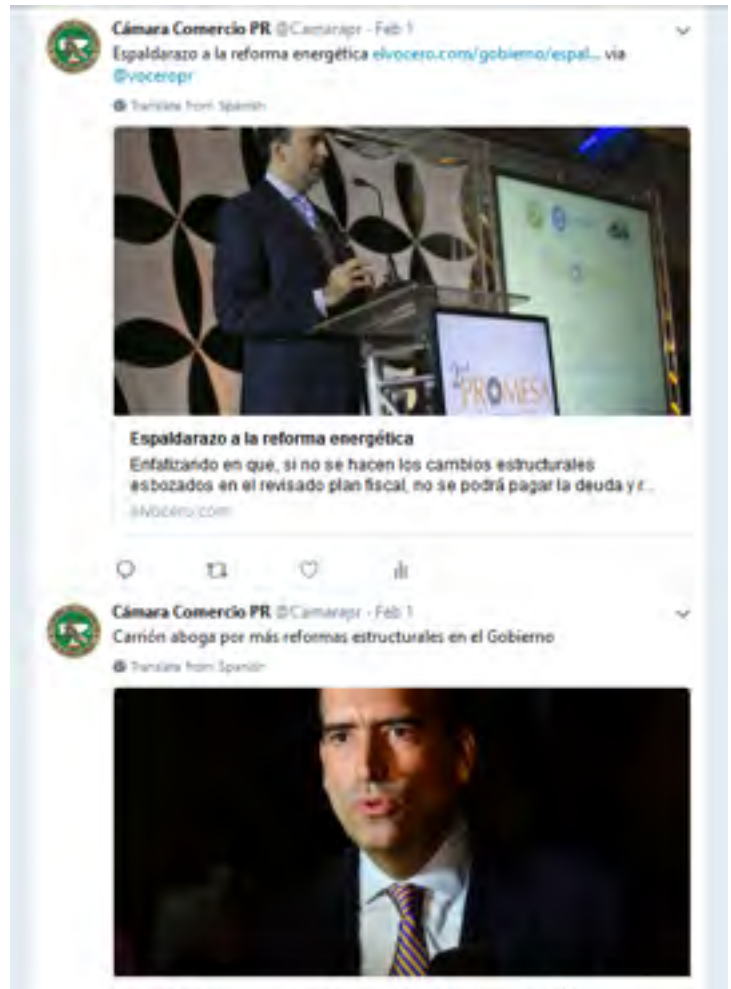 Cámara Comercio PR @Camarapr · Feb 1
Espaldarazo a la reforma energética elvocero.com/gobierno/espal... via
@voceropr
Translate from Spanish
2nd PROMESA
Espaldarazo a la reforma energética
Enfatizando en que, si no se hacen los cambios estructurales
esbozados en el revisado plan fiscal, no se podrá pagar la deuda y r...
elvocero.com
Cámara Comercio PR @Camarapr · Feb 1
Carrión aboga por más reformas estructurales en el Gobierno
Translate from Spanish